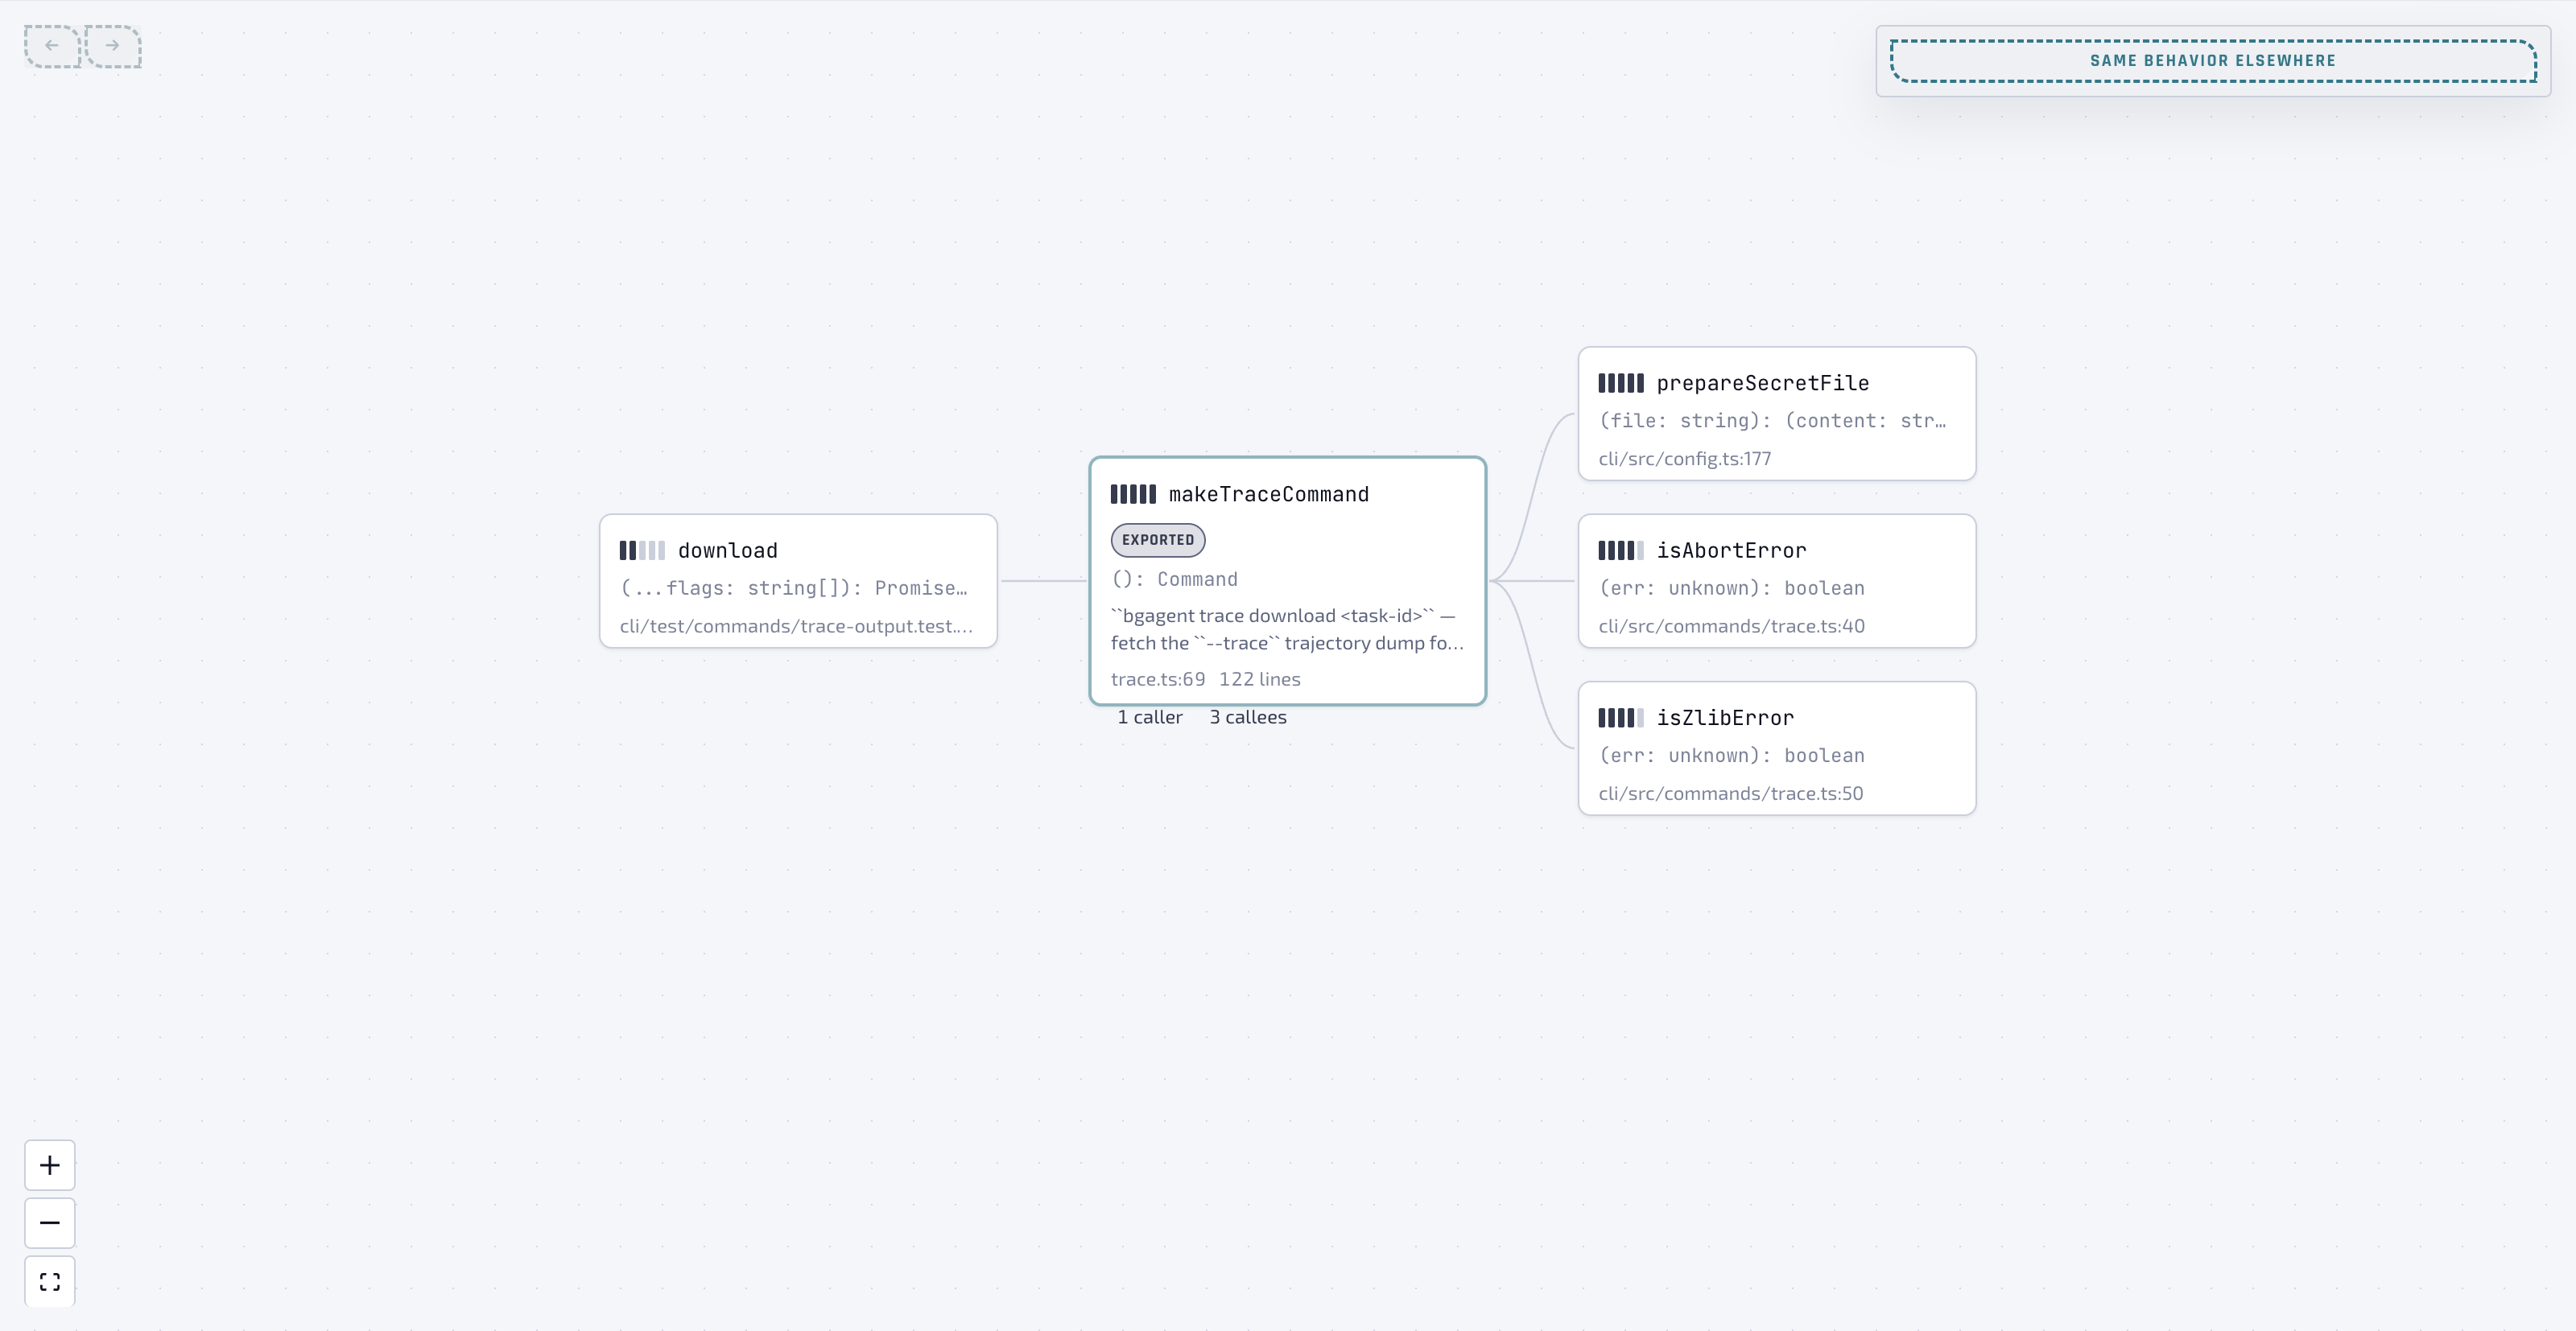 SAME BEHAVIOR ELSEWHERE
download
(...flags: string[]): Promise…
cli/test/commands/trace-output.test.…
makeTraceCommand
EXPORTED
(): Command
``bgagent trace download <task-id>`` —
fetch the ``--trace`` trajectory dump fo…
trace.ts:69 122 lines
1 caller 3 callees
prepareSecretFile
(file: string): (content: str…
cli/src/config.ts:177
isAbortError
(err: unknown): boolean
cli/src/commands/trace.ts:40
isZlibError
(err: unknown): boolean
cli/src/commands/trace.ts:50